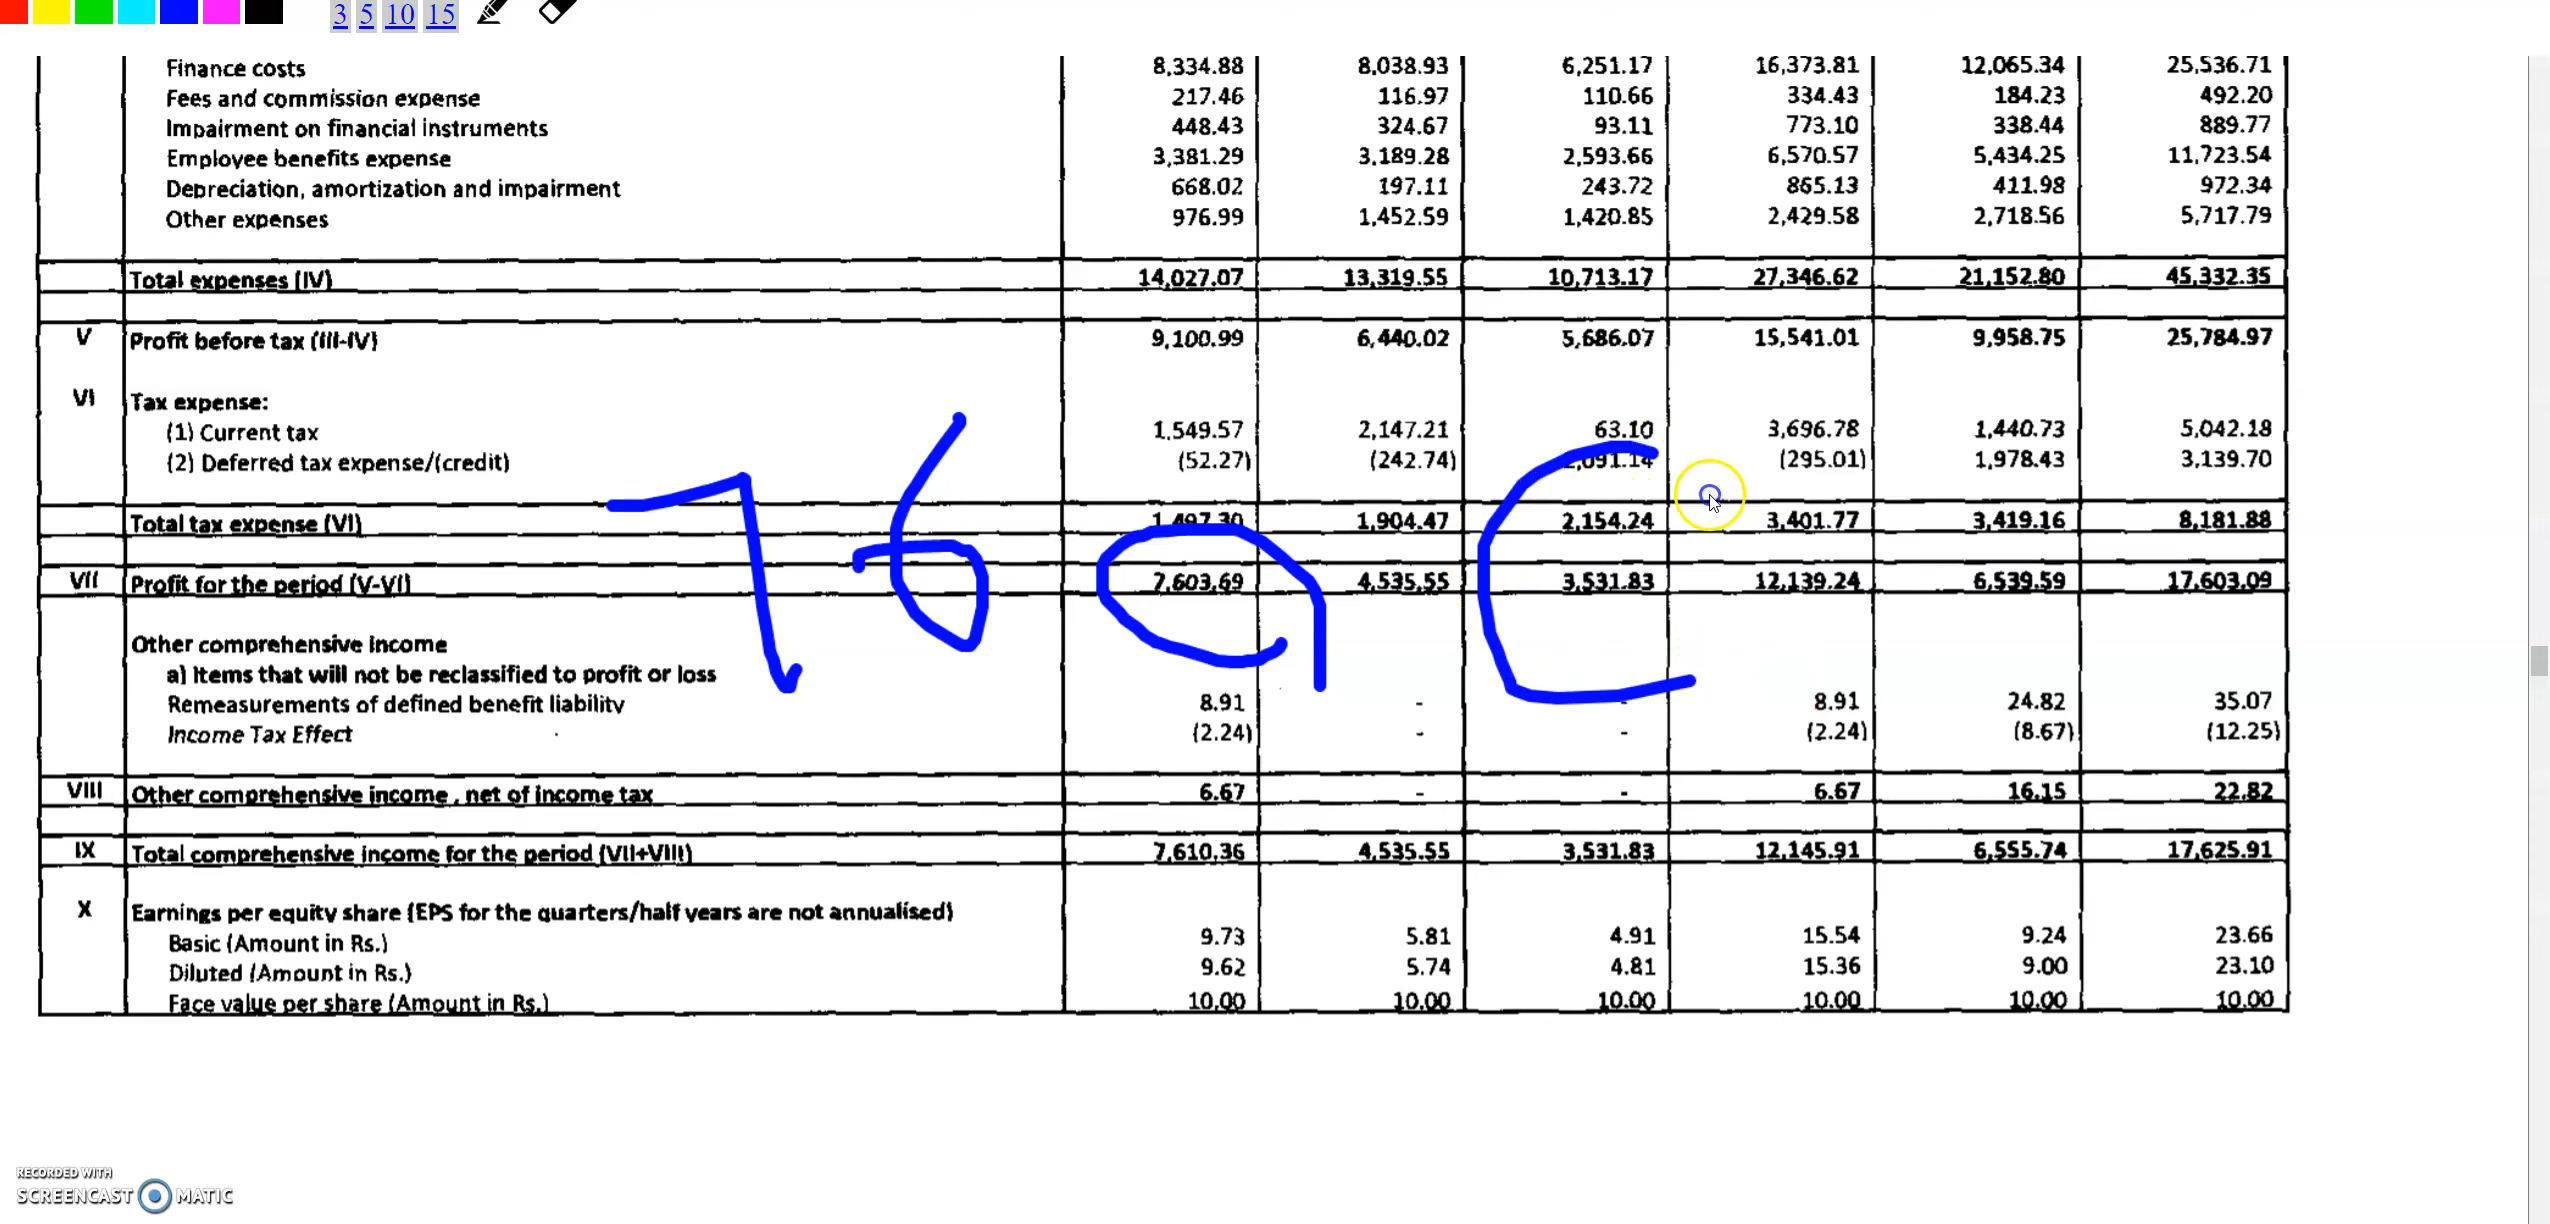 3 5 10 15
Finance costs 8,334.88 8,038.93 6,251.17 16,373.81 12,065.34 25,536.71
Fees and commission expense 217.46 116.97 110.66 334.43 184.23 492.20
Impairment on financial instruments 448.43 324.67 93.11 773.10 338.44 889.77
Employee benefits expense 3,381.29 3,189.28 2,593.66 6,570.57 5,434.25 11,723.54
Depreciation, amortization and impairment 668.02 197.11 243.72 865.13 411.98 972.34
Other expenses 976.99 1,452.59 1,420.85 2,429.58 2,718.56 5,717.79
Total expenses (IV) 14,027.07 13,319.55 10,713.17 27,346.62 21,152.80 45,332.35
V Profit before tax (III-IV) 9,100.99 6,440.02 5,686.07 15,541.01 9,958.75 25,784.97
VI Tax expense:
(1) Current tax 1,549.57 2,147.21 63.10 3,696.78 1,440.73 5,042.18
(2) Deferred tax expense/(credit) (52.27) (242.74) 2,091.14 (295.01) 1,978.43 3,139.70
Total tax expense (VI) 1,497.30 1,904.47 2,154.24 3,401.77 3,419.16 8,181.88
VII Profit for the period (V-VI) 7,603.69 4,535.55 3,531.83 12,139.24 6,539.59 17,603.09
Other comprehensive income
a) Items that will not be reclassified to profit or loss
Remeasurements of defined benefit liability 8.91 - - 8.91 24.82 35.07
Income Tax Effect (2.24) - - (2.24) (8.67) (12.25)
VIII Other comprehensive income , net of income tax 6.67 - - 6.67 16.15 22.82
IX Total comprehensive income for the period (VII+VIII) 7,610.36 4,535.55 3,531.83 12,145.91 6,555.74 17,625.91
X Earnings per equity share (EPS for the quarters/half years are not annualised)
Basic (Amount in Rs.) 9.73 5.81 4.91 15.54 9.24 23.66
Diluted (Amount in Rs.) 9.62 5.74 4.81 15.36 9.00 23.10
Face value per share (Amount in Rs.) 10.00 10.00 10.00 10.00 10.00 10.00
RECORDED WITH
SCREENCAST MATIC